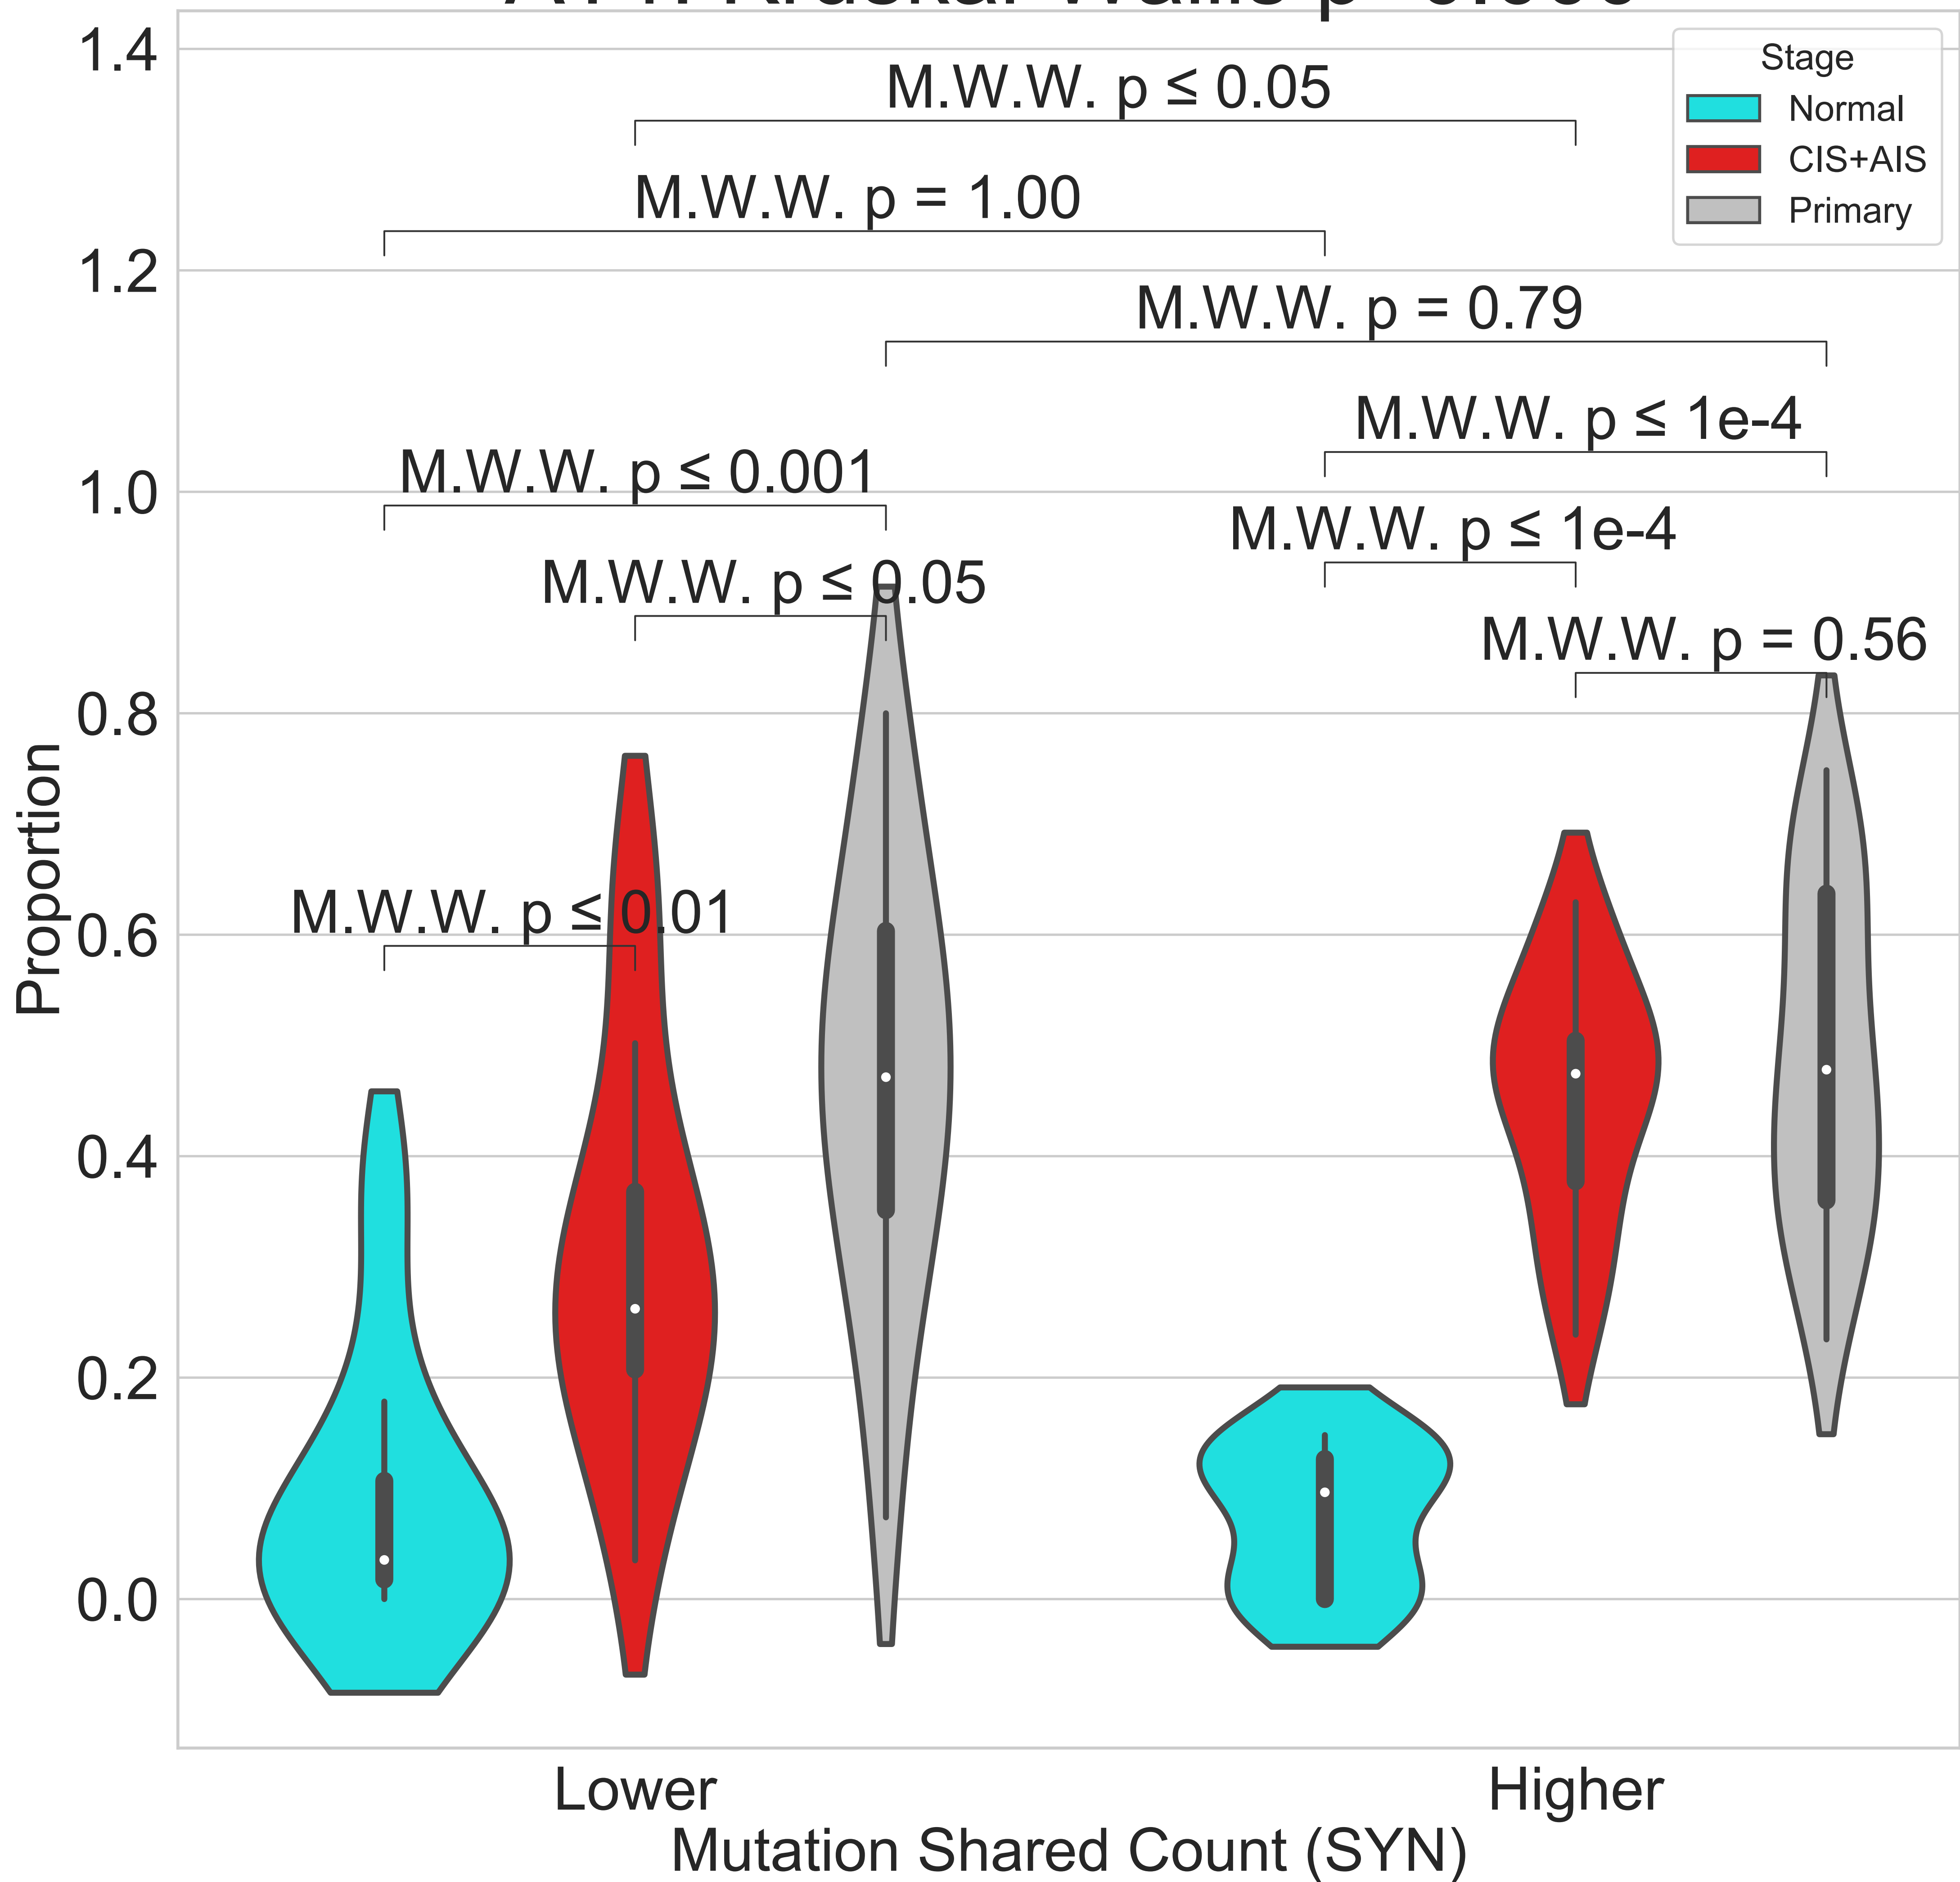 1.4
M.W.W. p ≤ 0.05
Stage
Normal
CIS+AIS
Primary
M.W.W. p = 1.00
1.2
M.W.W. p = 0.79
M.W.W. p ≤ 1e-4
M.W.W. p ≤ 0.001
1.0
M.W.W. p ≤ 1e-4
M.W.W. p ≤ 0.05
M.W.W. p = 0.56
0.8
Proportion
M.W.W. p ≤ 0.01
0.6
0.4
0.2
0.0
Lower
Higher
Mutation Shared Count (SYN)